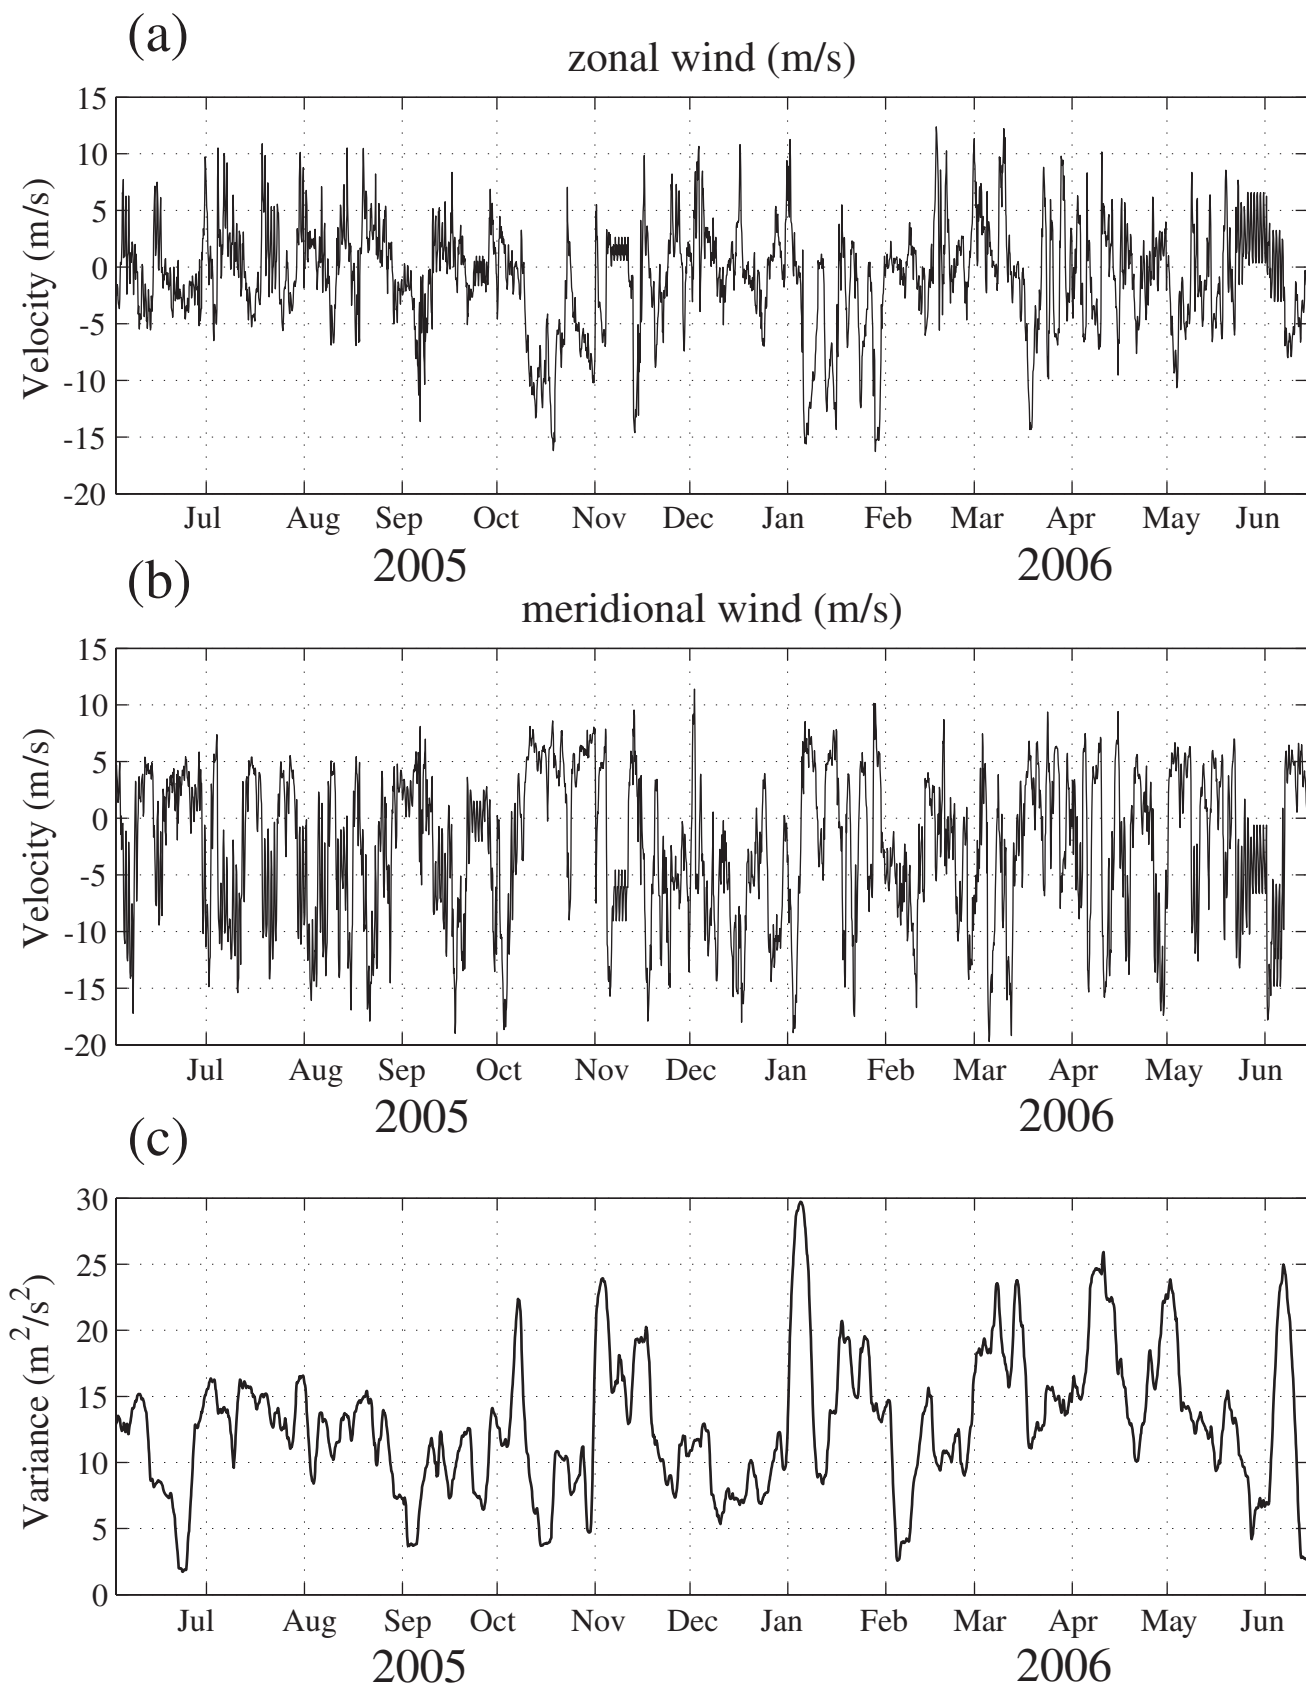 (a)
zonal wind (m/s)
Velocity (m/s)
15
10
5
0
-5
-10
-15
-20
Jul Aug Sep Oct Nov Dec Jan Feb Mar Apr May Jun
2005 2006
(b)
meridional wind (m/s)
Velocity (m/s)
15
10
5
0
-5
-10
-15
-20
Jul Aug Sep Oct Nov Dec Jan Feb Mar Apr May Jun
2005 2006
(c)
Variance (m²/s²)
30
25
20
15
10
5
0
Jul Aug Sep Oct Nov Dec Jan Feb Mar Apr May Jun
2005 2006